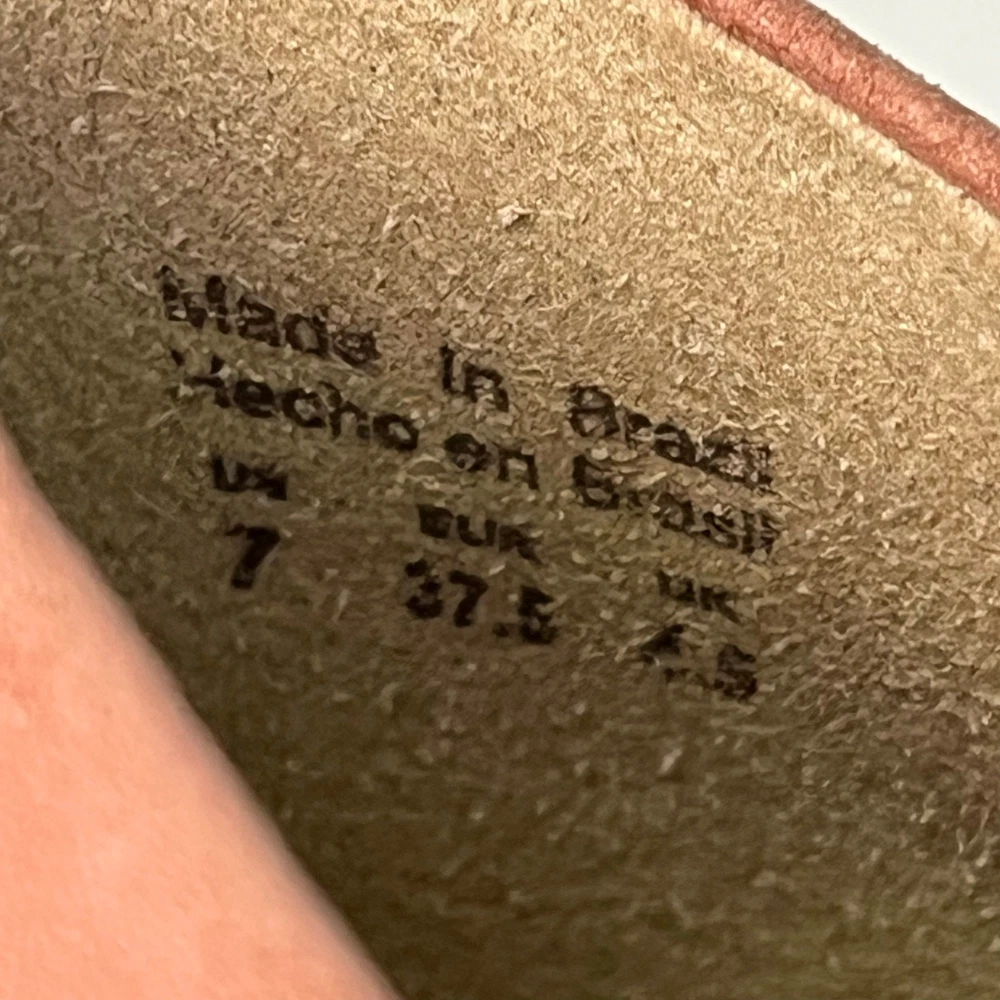 Made in Brazil
Hecho en Brasil
US EUR UK
7 37.5 4.5